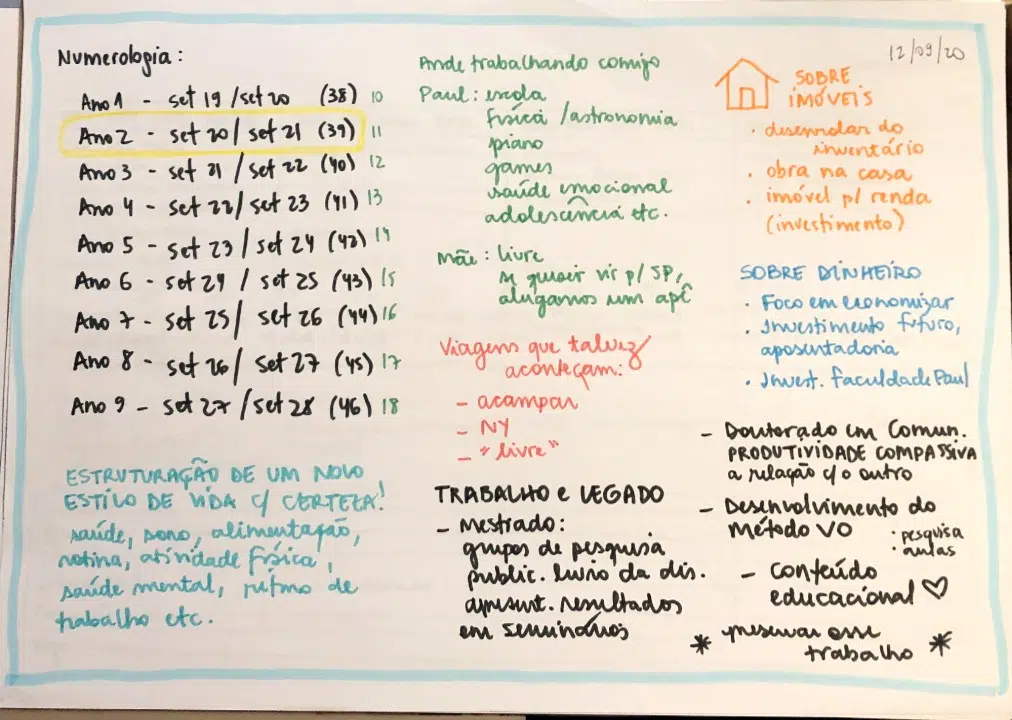 12/09/20
Numerologia:
Ano 1 - set 19 / set 20 (38) 10
Ano 2 - set 20 / set 21 (39) 11
Ano 3 - set 21 / set 22 (40) 12
Ano 4 - set 22 / set 23 (41) 13
Ano 5 - set 23 / set 24 (42) 14
Ano 6 - set 24 / set 25 (43) 15
Ano 7 - set 25 / set 26 (44) 16
Ano 8 - set 26 / set 27 (45) 17
Ano 9 - set 27 / set 28 (46) 18
ESTRUTURAÇÃO DE UM NOVO
ESTILO DE VIDA C/ CERTEZA!
saúde, sono, alimentação,
rotina, atividade física,
saúde mental, ritmo de
trabalho etc.
André trabalhando comigo
Paul: escola
física / astronomia
piano
games
saúde emocional
adolescência etc.
Mãe: livre
se quiser vir p/ SP,
alugamos um apê
Viagens que talvez
aconteçam:
- acampar
- NY
- "livre"
TRABALHO e LEGADO
- Mestrado:
grupos de pesquisa
public. livro da dis.
apresent. resultados
em seminários
SOBRE
IMÓVEIS
• desenrolar do
inventário
• obra na casa
• imóvel p/ renda
(investimento)
SOBRE DINHEIRO
• Foco em economizar
• Investimento futuro,
aposentadoria
• Invest. faculdade Paul
- Doutorado em Comun.
PRODUTIVIDADE COMPASSIVA
a relação c/ o outro
- Desenvolvimento do
Método VO
• pesquisa
• aulas
- conteúdo
educacional ♡
* preservar esse
trabalho *